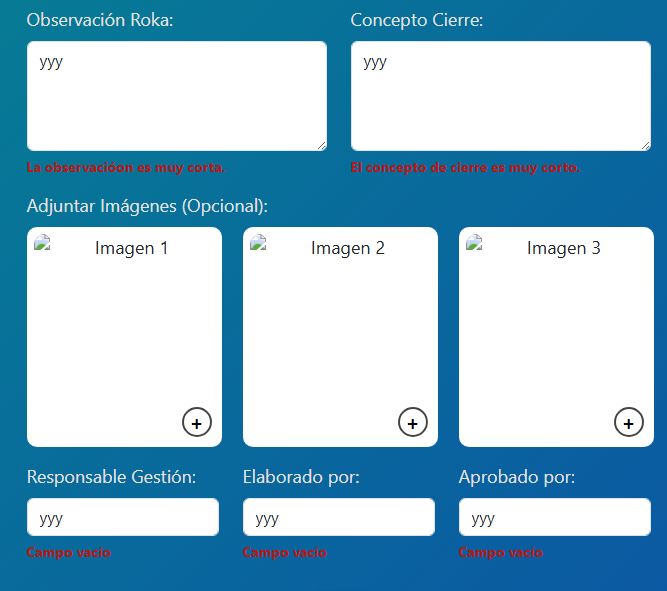 Observación Roka:
Concepto Cierre:
yyy
yyy
La observacióon es muy corta.
El concepto de cierre es muy corto.
Adjuntar Imágenes (Opcional):
Imagen 1
Imagen 2
Imagen 3
+
+
+
Responsable Gestión:
Elaborado por:
Aprobado por:
yyy
yyy
yyy
Campo vacio
Campo vacio
Campo vacio